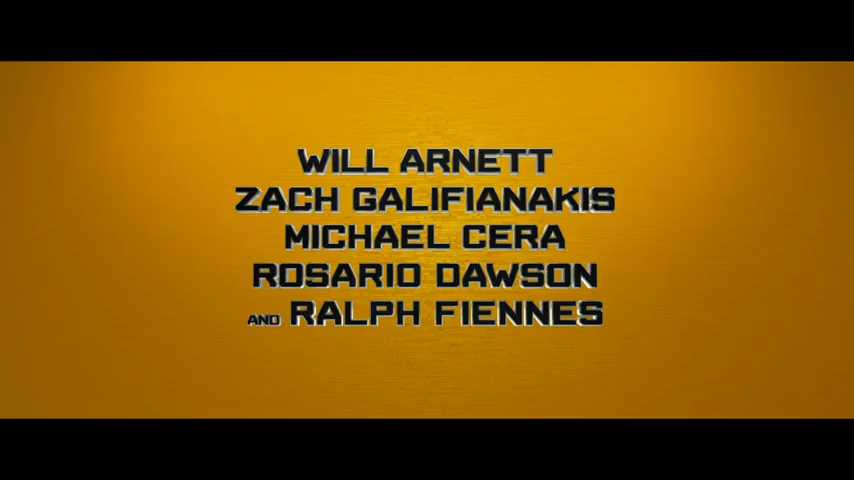 WILL ARNETT
ZACH GALIFIANAKIS
MICHAEL CERA
ROSARIO DAWSON
AND RALPH FIENNES